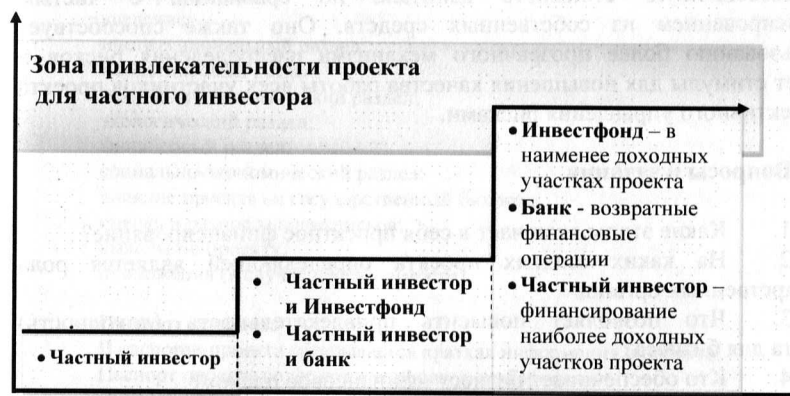 Зона привлекательности проекта
для частного инвестора
• Частный инвестор
• Частный инвестор
и Инвестфонд
• Частный инвестор
и банк
• Инвестфонд – в
наименее доходных
участках проекта
• Банк - возвратные
финансовые
операции
• Частный инвестор –
финансирование
наиболее доходных
участков проекта